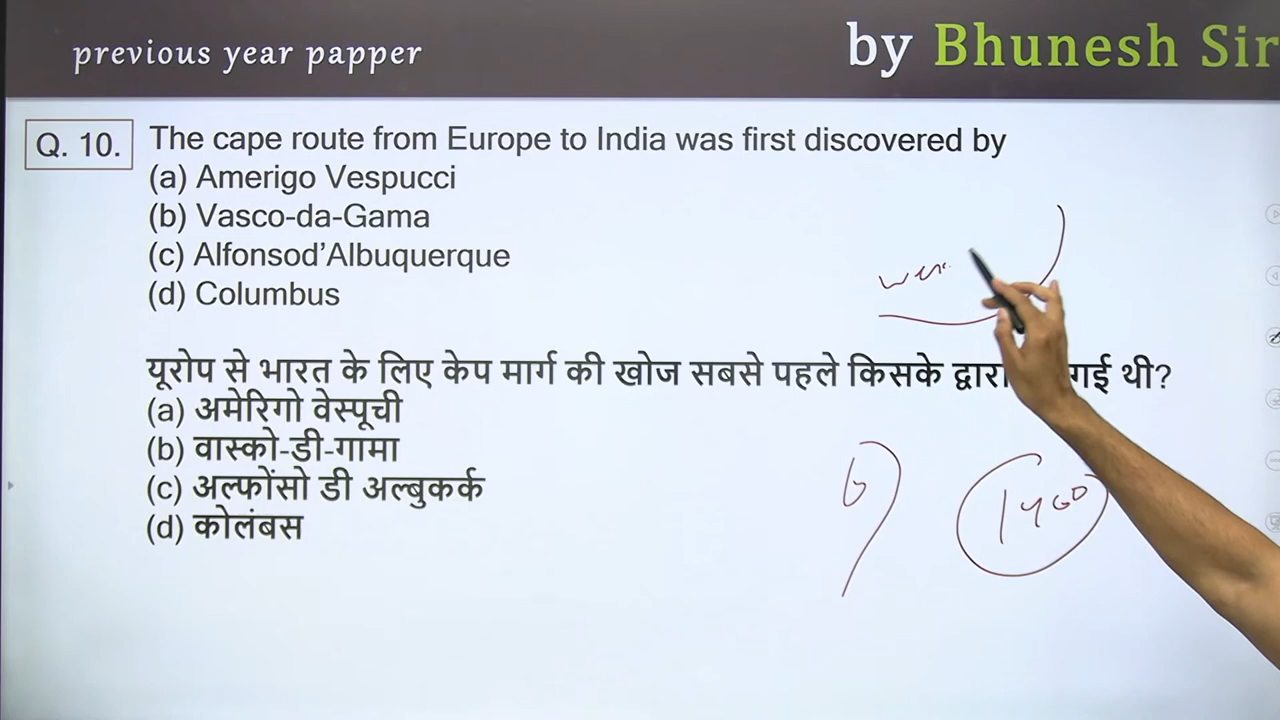 previous year papper
by Bhunesh Sir
Q. 10. The cape route from Europe to India was first discovered by
(a) Amerigo Vespucci
(b) Vasco-da-Gama
(c) Alfonsod'Albuquerque
(d) Columbus
यूरोप से भारत के लिए केप मार्ग की खोज सबसे पहले किसके द्वारा गई थी?
(a) अमेरिगो वेस्पूची
(b) वास्को-डी-गामा
(c) अल्फोंसो डी अल्बुकर्क
(d) कोलंबस